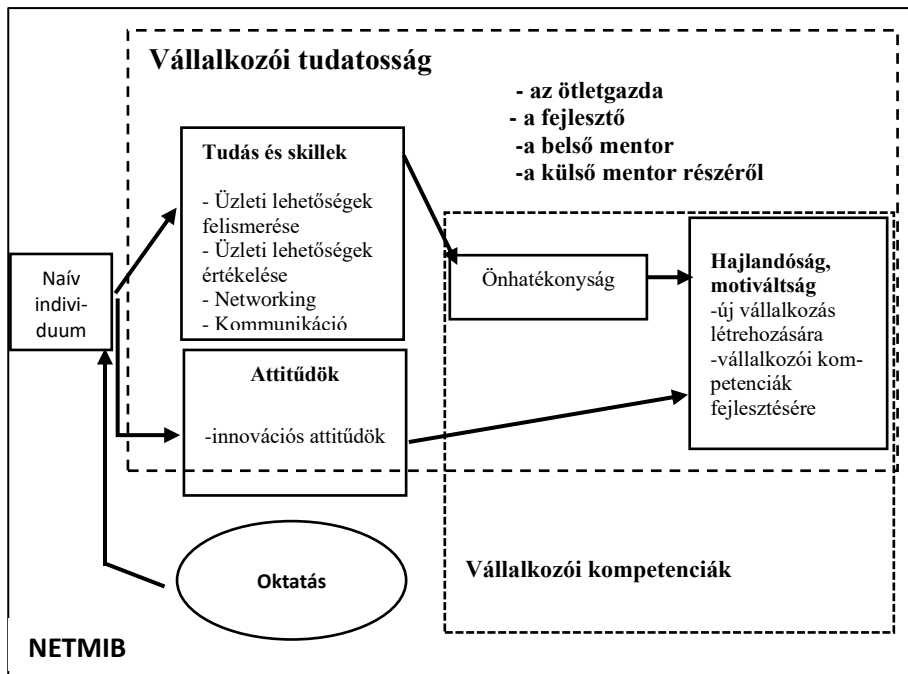 Vállalkozói tudatosság
- az ötletgazda
- a fejlesztő
-a belső mentor
-a külső mentor részéről
Tudás és skillek
- Üzleti lehetőségek
felismerése
- Üzleti lehetőségek
értékelése
- Networking
- Kommunikáció
Naív
indivi-
duum
Önhatékonyság
Hajlandóság,
motiváltság
-új vállalkozás
létrehozására
-vállalkozói kom-
petenciák
fejlesztésére
Attitűdök
-innovációs attitűdök
Oktatás
Vállalkozói kompetenciák
NETMIB